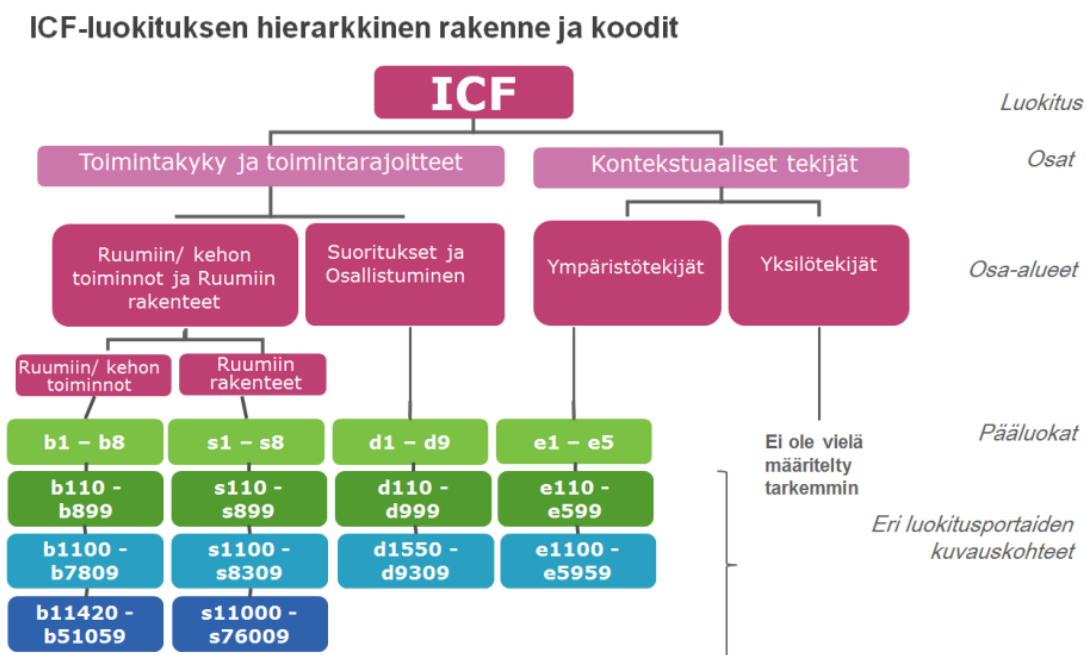 ICF-luokituksen hierarkkinen rakenne ja koodit
ICF
Luokitus
Toimintakyky ja toimintarajoitteet
Kontekstuaaliset tekijät
Osat
Ruumiin/ kehon
toiminnot ja Ruumiin
rakenteet
Suoritukset ja
Osallistuminen
Ympäristötekijät
Yksilötekijät
Osa-alueet
Ruumiin/ kehon
toiminnot
Ruumiin
rakenteet
b1 – b8
s1 – s8
d1 – d9
e1 – e5
Ei ole vielä
määritelty
tarkemmin
Pääluokat
b110 -
b899
s110 -
s899
d110 -
d999
e110 -
e599
Eri luokitusportaiden
kuvauskohteet
b1100 -
b7809
s1100 -
s8309
d1550 -
d9309
e1100 -
e5959
b11420 -
b51059
s11000 -
s76009